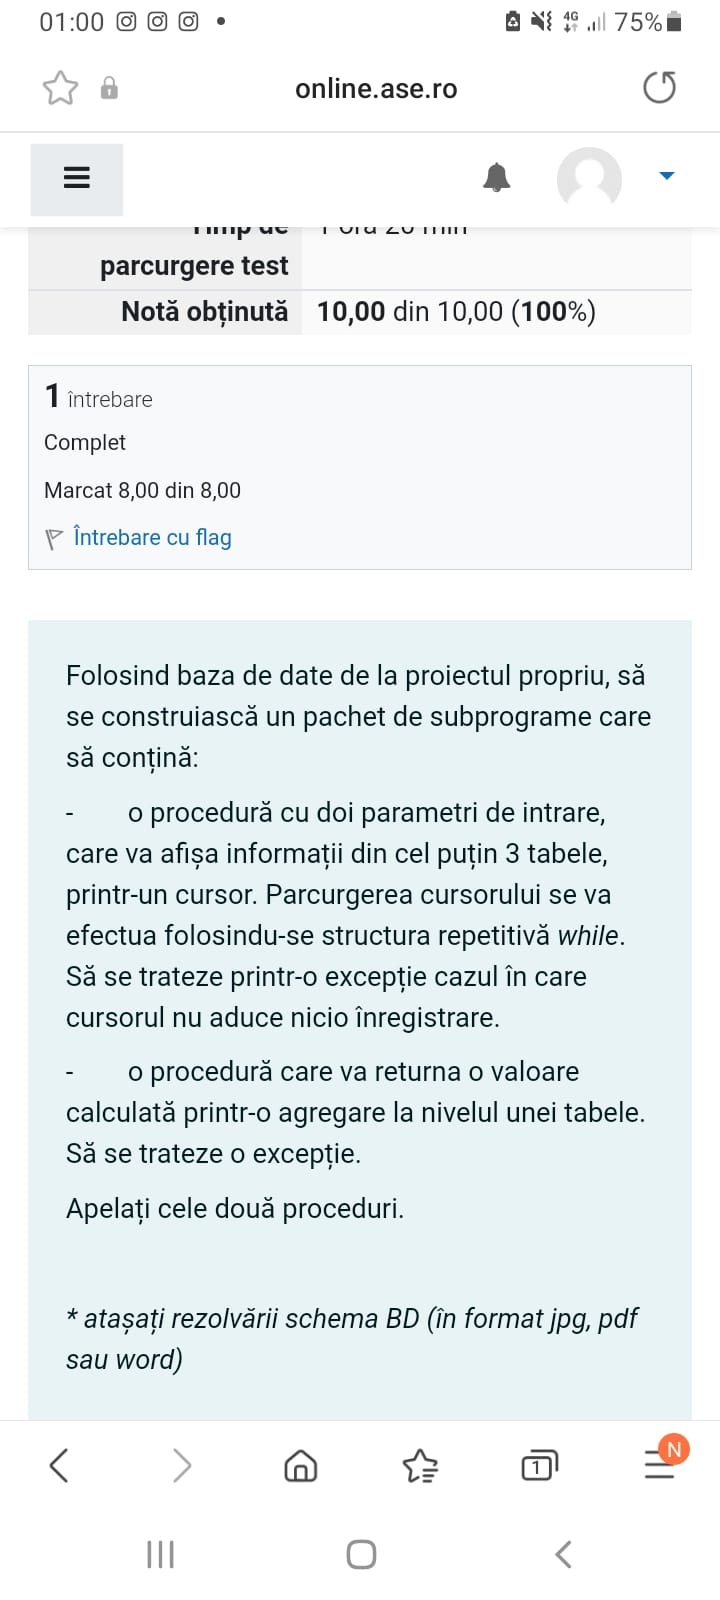 01:00
4G
75%
online.ase.ro
Timp de 1 oră 20 min
parcurgere test
Notă obținută 10,00 din 10,00 (100%)
1 întrebare
Complet
Marcat 8,00 din 8,00
Întrebare cu flag
Folosind baza de date de la proiectul propriu, să
se construiască un pachet de subprograme care
să conțină:
- o procedură cu doi parametri de intrare,
care va afișa informații din cel puțin 3 tabele,
printr-un cursor. Parcurgerea cursorului se va
efectua folosindu-se structura repetitivă while.
Să se trateze printr-o excepție cazul în care
cursorul nu aduce nicio înregistrare.
- o procedură care va returna o valoare
calculată printr-o agregare la nivelul unei tabele.
Să se trateze o excepție.
Apelați cele două proceduri.
* atașați rezolvării schema BD (în format jpg, pdf
sau word)
1
N